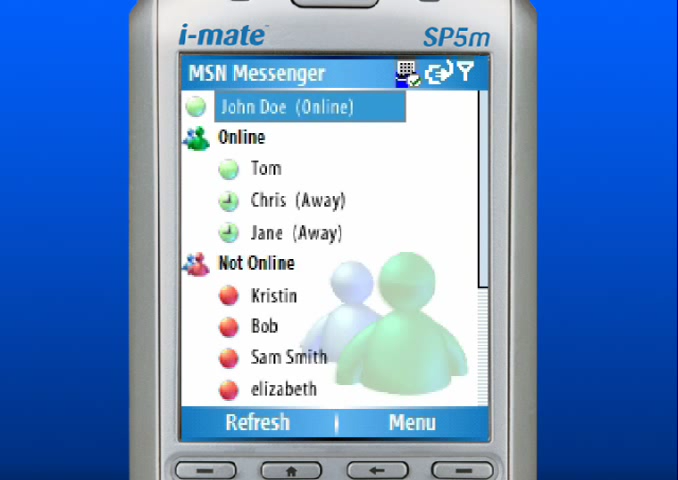 i-mate SP5m
MSN Messenger
John Doe (Online)
Online
Tom
Chris (Away)
Jane (Away)
Not Online
Kristin
Bob
Sam Smith
elizabeth
Refresh Menu